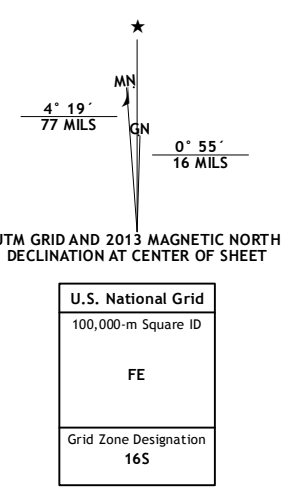 ★
MN
4° 19´
77 MILS
GN
0° 55´
16 MILS
UTM GRID AND 2013 MAGNETIC NORTH
DECLINATION AT CENTER OF SHEET
U.S. National Grid
100,000-m Square ID
FE
Grid Zone Designation
16S